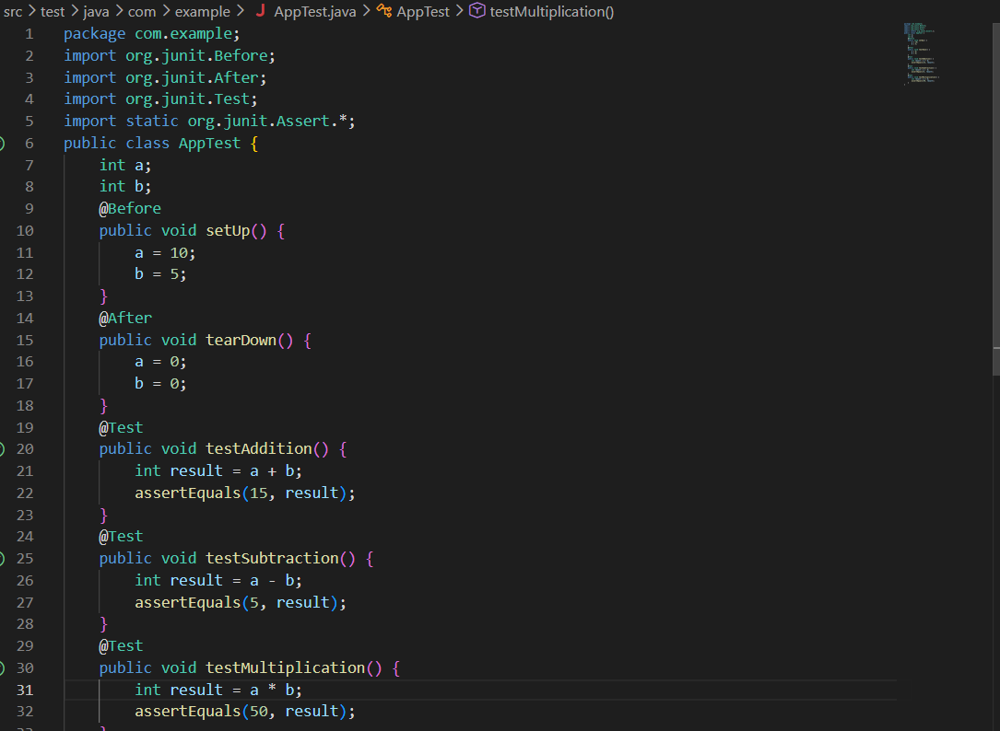 src > test > java > com > example > J AppTest.java > AppTest > testMultiplication()
1 package com.example;
2 import org.junit.Before;
3 import org.junit.After;
4 import org.junit.Test;
5 import static org.junit.Assert.*;
6 public class AppTest {
7     int a;
8     int b;
9     @Before
10     public void setUp() {
11         a = 10;
12         b = 5;
13     }
14     @After
15     public void tearDown() {
16         a = 0;
17         b = 0;
18     }
19     @Test
20     public void testAddition() {
21         int result = a + b;
22         assertEquals(15, result);
23     }
24     @Test
25     public void testSubtraction() {
26         int result = a - b;
27         assertEquals(5, result);
28     }
29     @Test
30     public void testMultiplication() {
31         int result = a * b;
32         assertEquals(50, result);